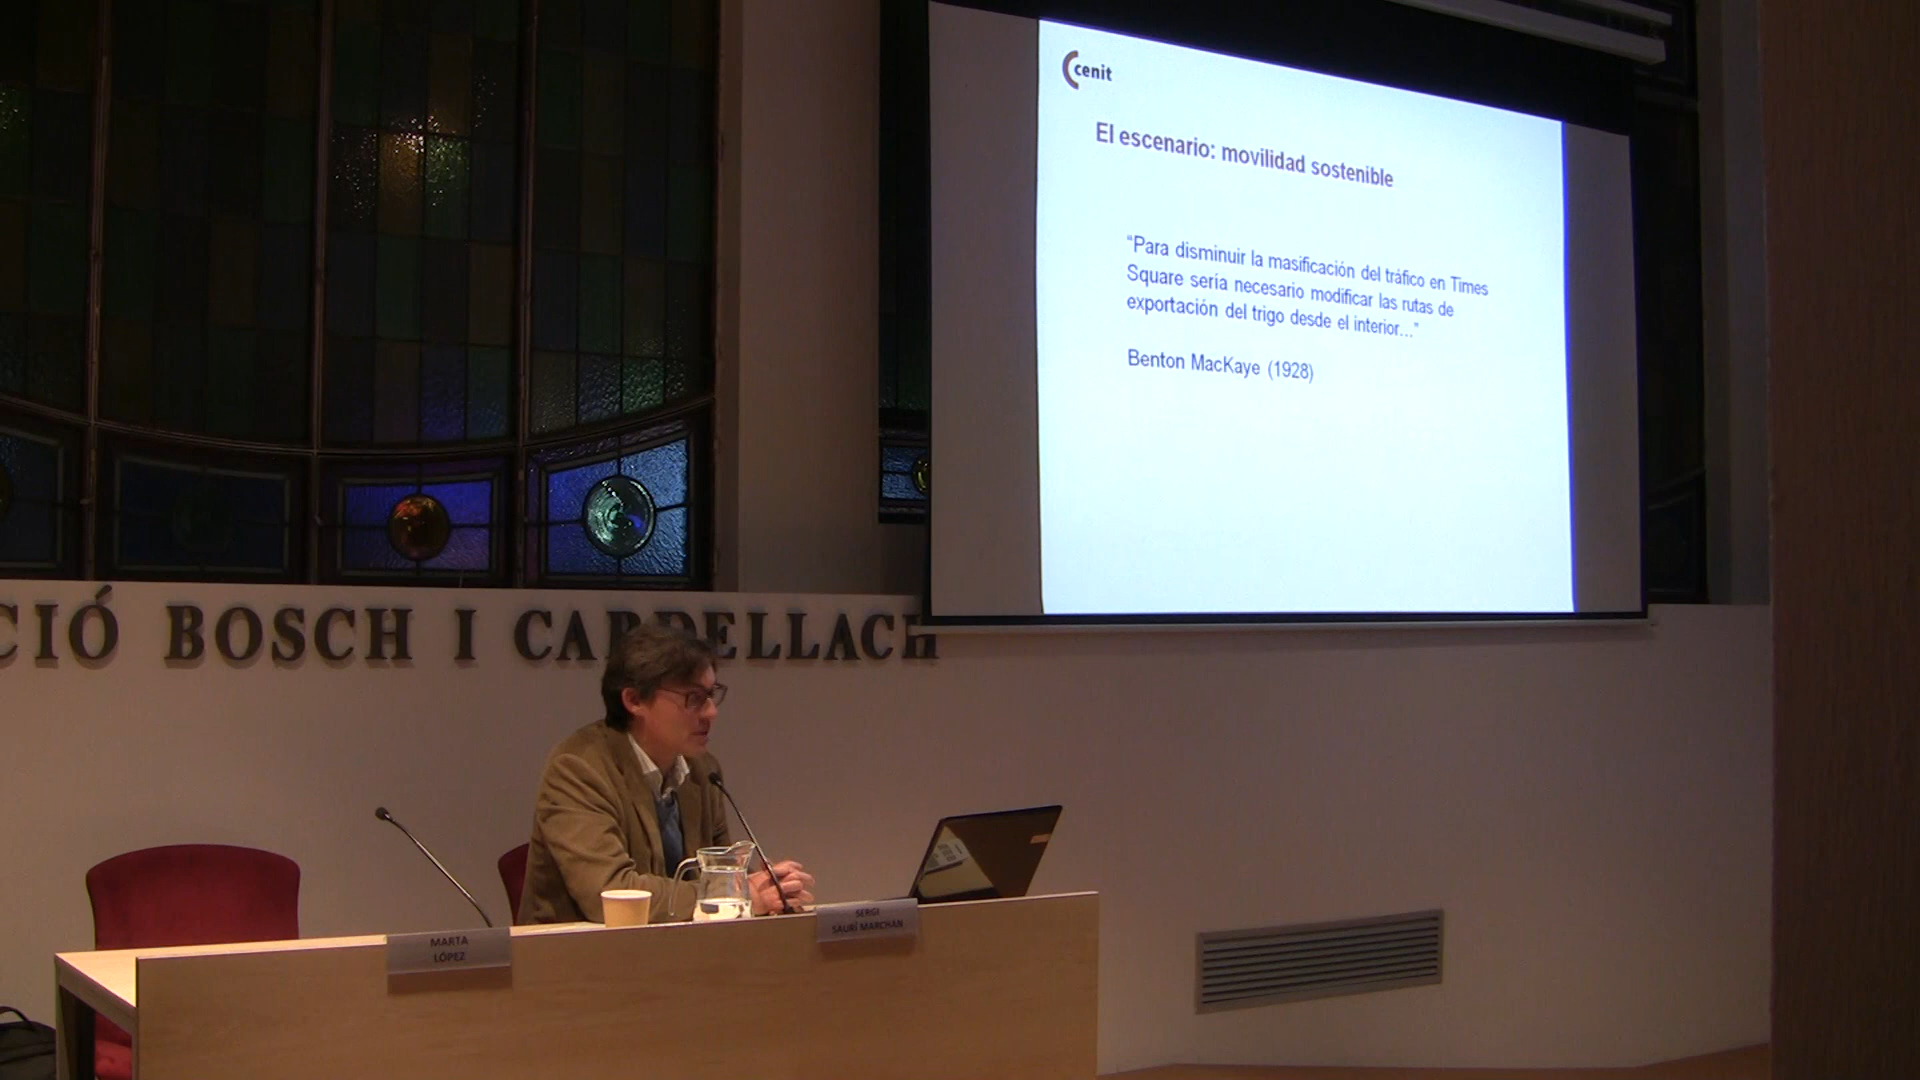 cenit
El escenario: movilidad sostenible
“Para disminuir la masificación del tráfico en Times
Square sería necesario modificar las rutas de
exportación del trigo desde el interior...”
Benton MacKaye (1928)
CIÓ BOSCH I CARDELLACH
MARTA
LÓPEZ
SERGI
SAURÍ MARCHÁN